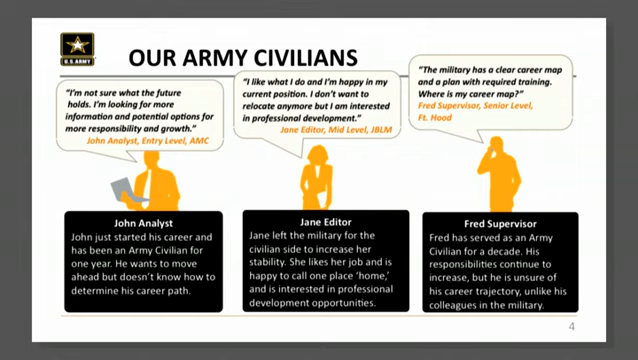 U.S.ARMY
OUR ARMY CIVILIANS
"I'm not sure what the future
holds. I'm looking for more
information and potential options for
more responsibility and growth."
John Analyst, Entry Level, AMC
"I like what I do and I'm happy in my
current position. I don't want to
relocate anymore but I am interested
in professional development."
Jane Editor, Mid Level, JBLM
"The military has a clear career map
and a plan with required training.
Where is my career map?"
Fred Supervisor, Senior Level,
Ft. Hood
John Analyst
John just started his career and
has been an Army Civilian for
one year. He wants to move
ahead but doesn't know how to
determine his career path.
Jane Editor
Jane left the military for the
civilian side to increase her
stability. She likes her job and is
happy to call one place 'home,'
and is interested in professional
development opportunities.
Fred Supervisor
Fred has served as an Army
Civilian for a decade. His
responsibilities continue to
increase, but he is unsure of
his career trajectory, unlike his
colleagues in the military.
4